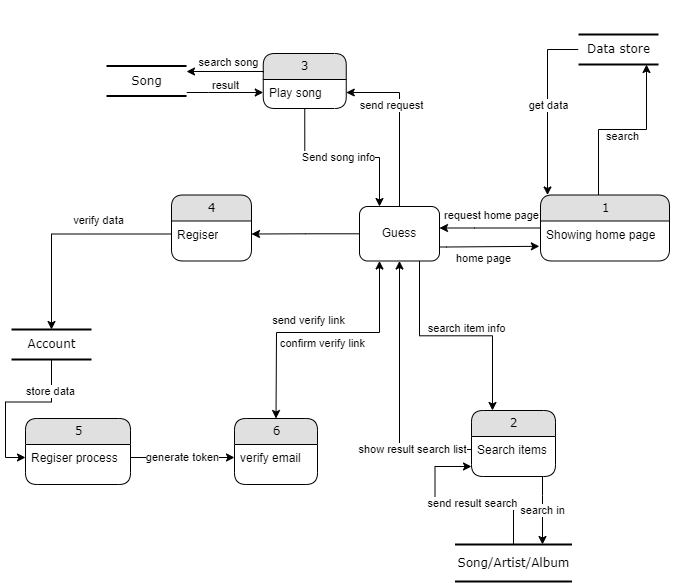 Data store
search song
3
Song
result
Play song
send request
get data
search
Send song info
4
1
verify data
Regiser
Guess
request home page
Showing home page
home page
send verify link
search item info
Account
confirm verify link
store data
2
5
6
show result search list
Search items
Regiser process
generate token
verify email
send result search
search in
Song/Artist/Album